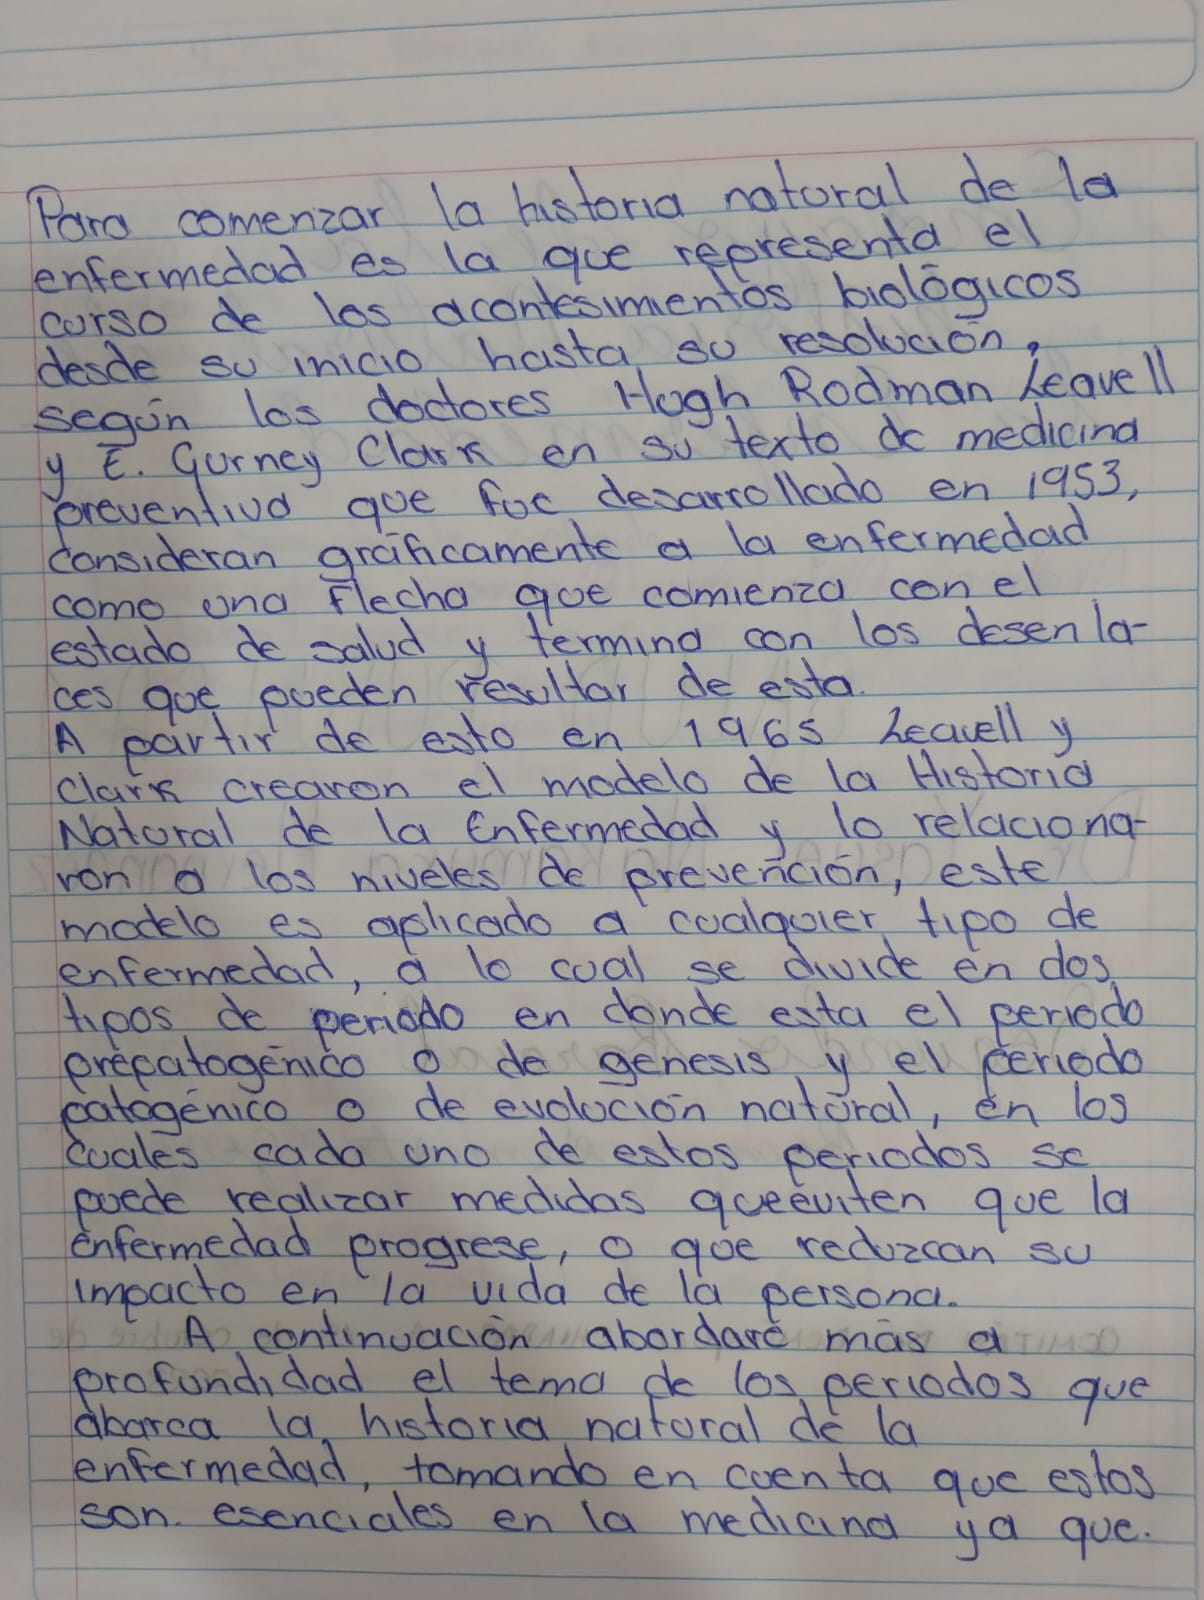 Para comenzar la historia natural de la
enfermedad es la que representa el
curso de los acontesimientos biológicos
desde su inicio hasta su resolución,
según los doctores Hugh Rodman Leavell
y E. Gurney Clark en su texto de medicina
preventiva que fue desarrollado en 1953,
consideran gráficamente a la enfermedad
como una flecha que comienza con el
estado de salud y termina con los desenla-
ces que pueden resultar de esta.
A partir de esto en 1965 Leavell y
Clark crearon el modelo de la Historia
Natural de la Enfermedad y lo relaciona-
ron a los niveles de prevención, este
modelo es aplicado a cualquier tipo de
enfermedad, a lo cual se divide en dos
tipos de periodo en donde esta el periodo
prepatogénico o de genesis y el periodo
patogénico o de evolución natural, en los
cuales cada uno de estos periodos se
puede realizar medidas que eviten que la
enfermedad progrese, o que reduzcan su
impacto en la vida de la persona.
A continuación abordaré más a
profundidad el tema de los periodos que
abarca la historia natural de la
enfermedad, tomando en cuenta que estos
son esenciales en la medicina ya que.